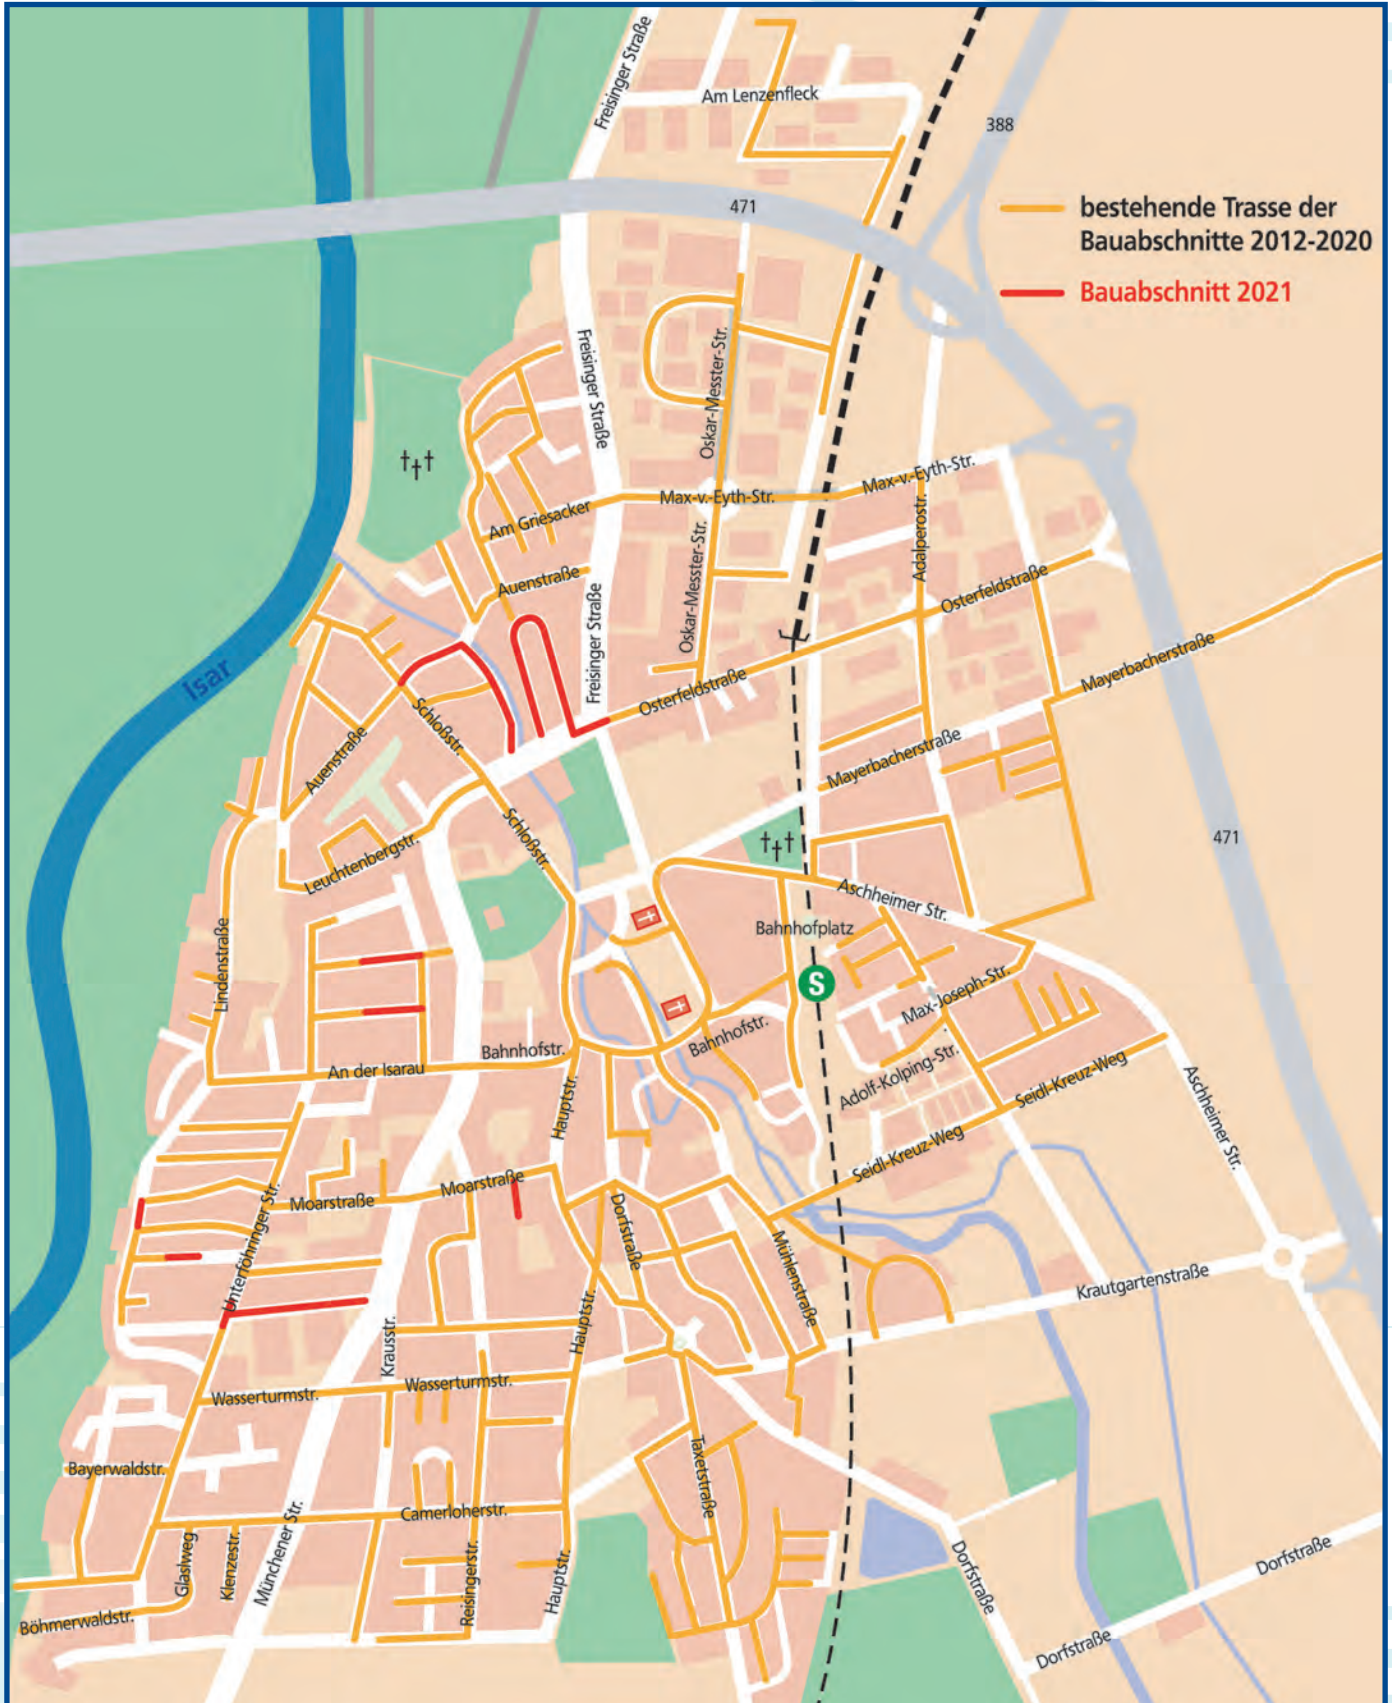 Freisinger Straße
Am Lenzenfleck
388
471
bestehende Trasse der
Bauabschnitte 2012-2020
Bauabschnitt 2021
Freisinger Straße
Oskar-Messter-Str.
Max-v.-Eyth-Str.
Max-v.-Eyth-Str.
Am Griesacker
Adalperostr.
Auenstraße
Oskar-Messter-Str.
Freisinger Straße
Osterfeldstraße
Isar
Osterfeldstraße
Mayerbacherstraße
Schloßstr.
Auenstraße
Mayerbacherstraße
Schloßstr.
471
Leuchtenbergstr.
Aschheimer Str.
Bahnhofplatz
Lindenstraße
S
Max-Joseph-Str.
Bahnhofstr.
Bahnhofstr.
An der Isarau
Adolf-Kolping-Str.
Seidl-Kreuz-Weg
Hauptstr.
Aschheimer Str.
Seidl-Kreuz-Weg
Moarstraße
Moarstraße
Unterföhringer Str.
Dorfstraße
Mühlenstraße
Krautgartenstraße
Hauptstr.
Krausstr.
Wasserturmstr.
Wasserturmstr.
Bayerwaldstr.
Taxetstraße
Camerloherstr.
Münchener Str.
Glaslweg
Klenzestr.
Reisingerstr.
Hauptstr.
Dorfstraße
Dorfstraße
Böhmerwaldstr.
Dorfstraße